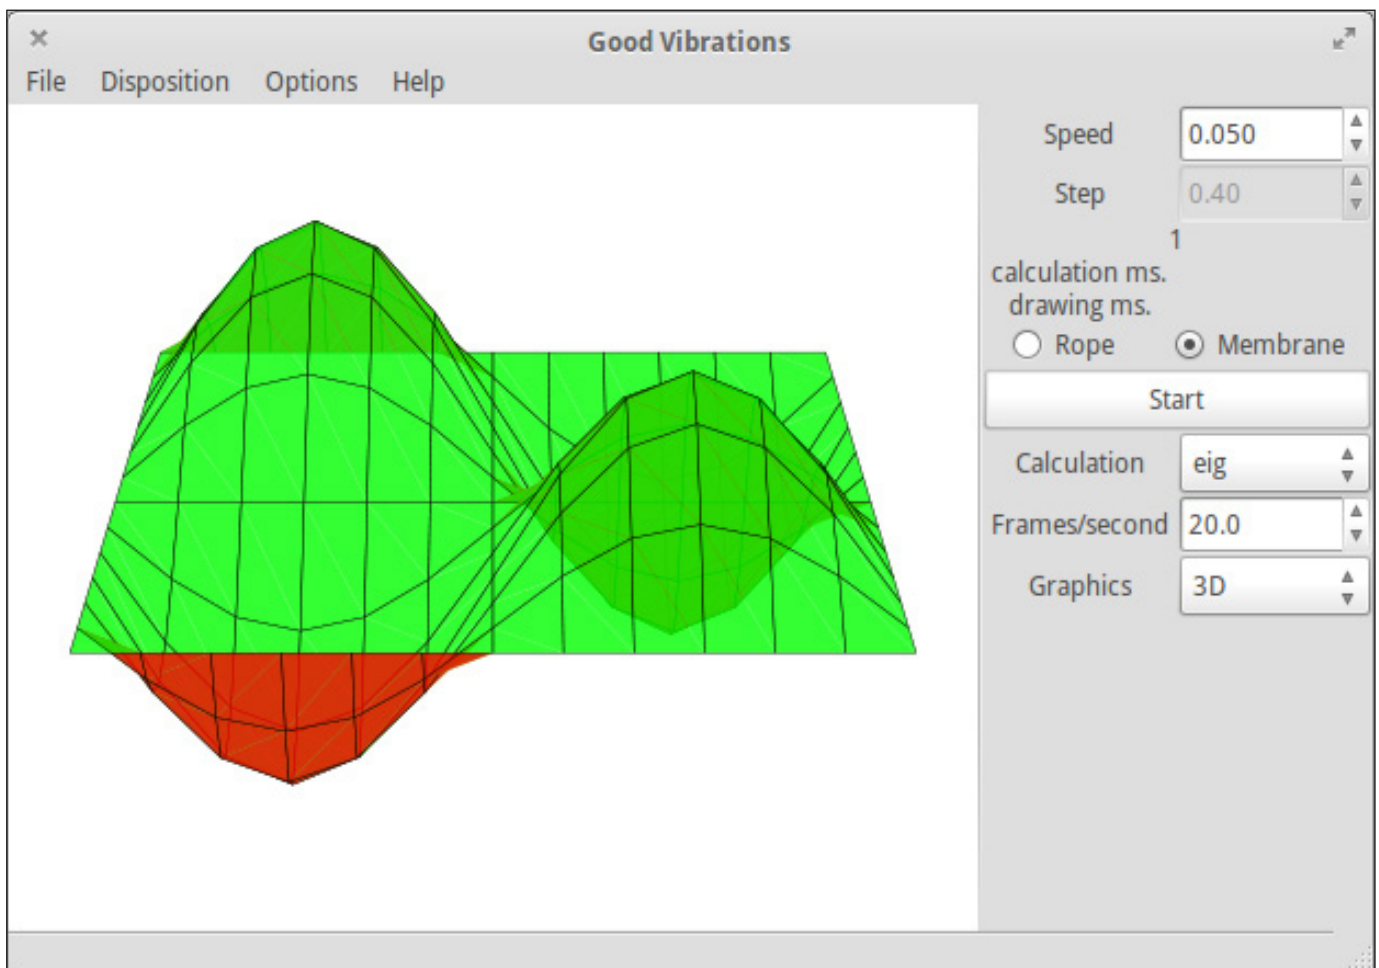 Good Vibrations
File Disposition Options Help
Speed 0.050
Step 0.40
1
calculation ms.
drawing ms.
Rope Membrane
Start
Calculation eig
Frames/second 20.0
Graphics 3D